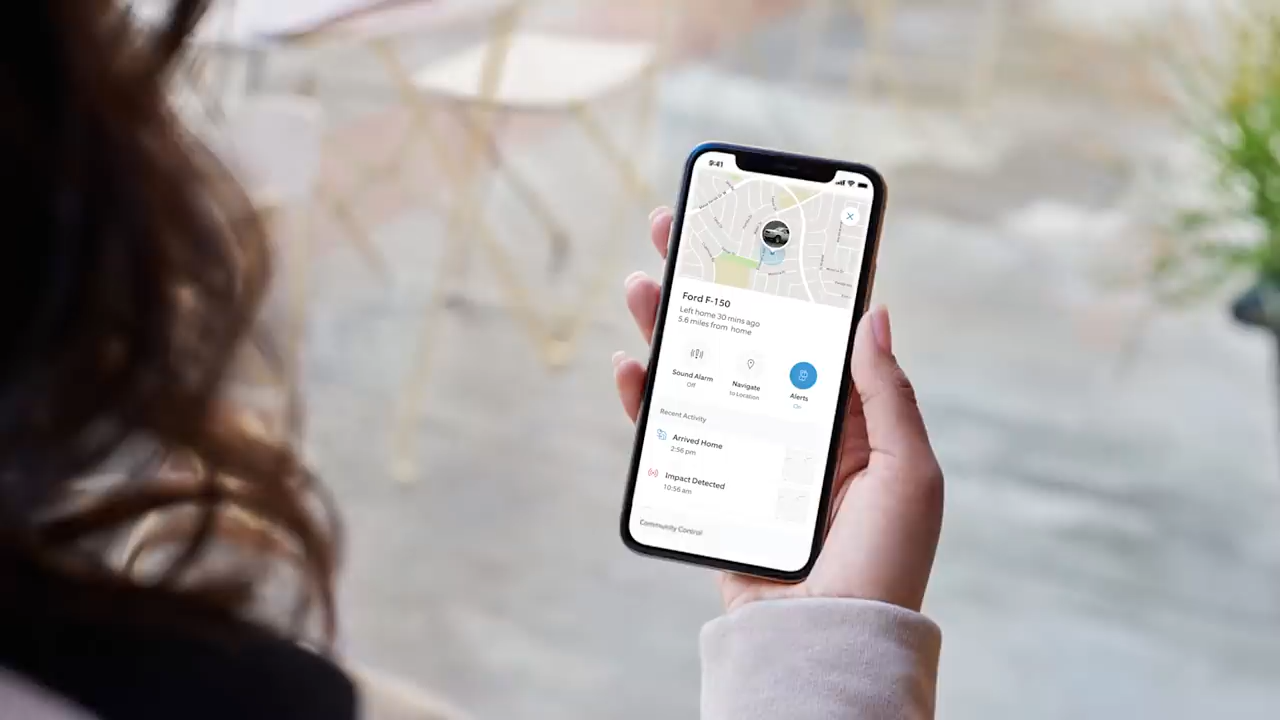 9:41
Ford F-150
Left home 30 mins ago
5.6 miles from home
Sound Alarm
Off
Navigate
to Location
Alerts
On
Recent Activity
Arrived Home
2:56 pm
Impact Detected
10:56 am
Community Control